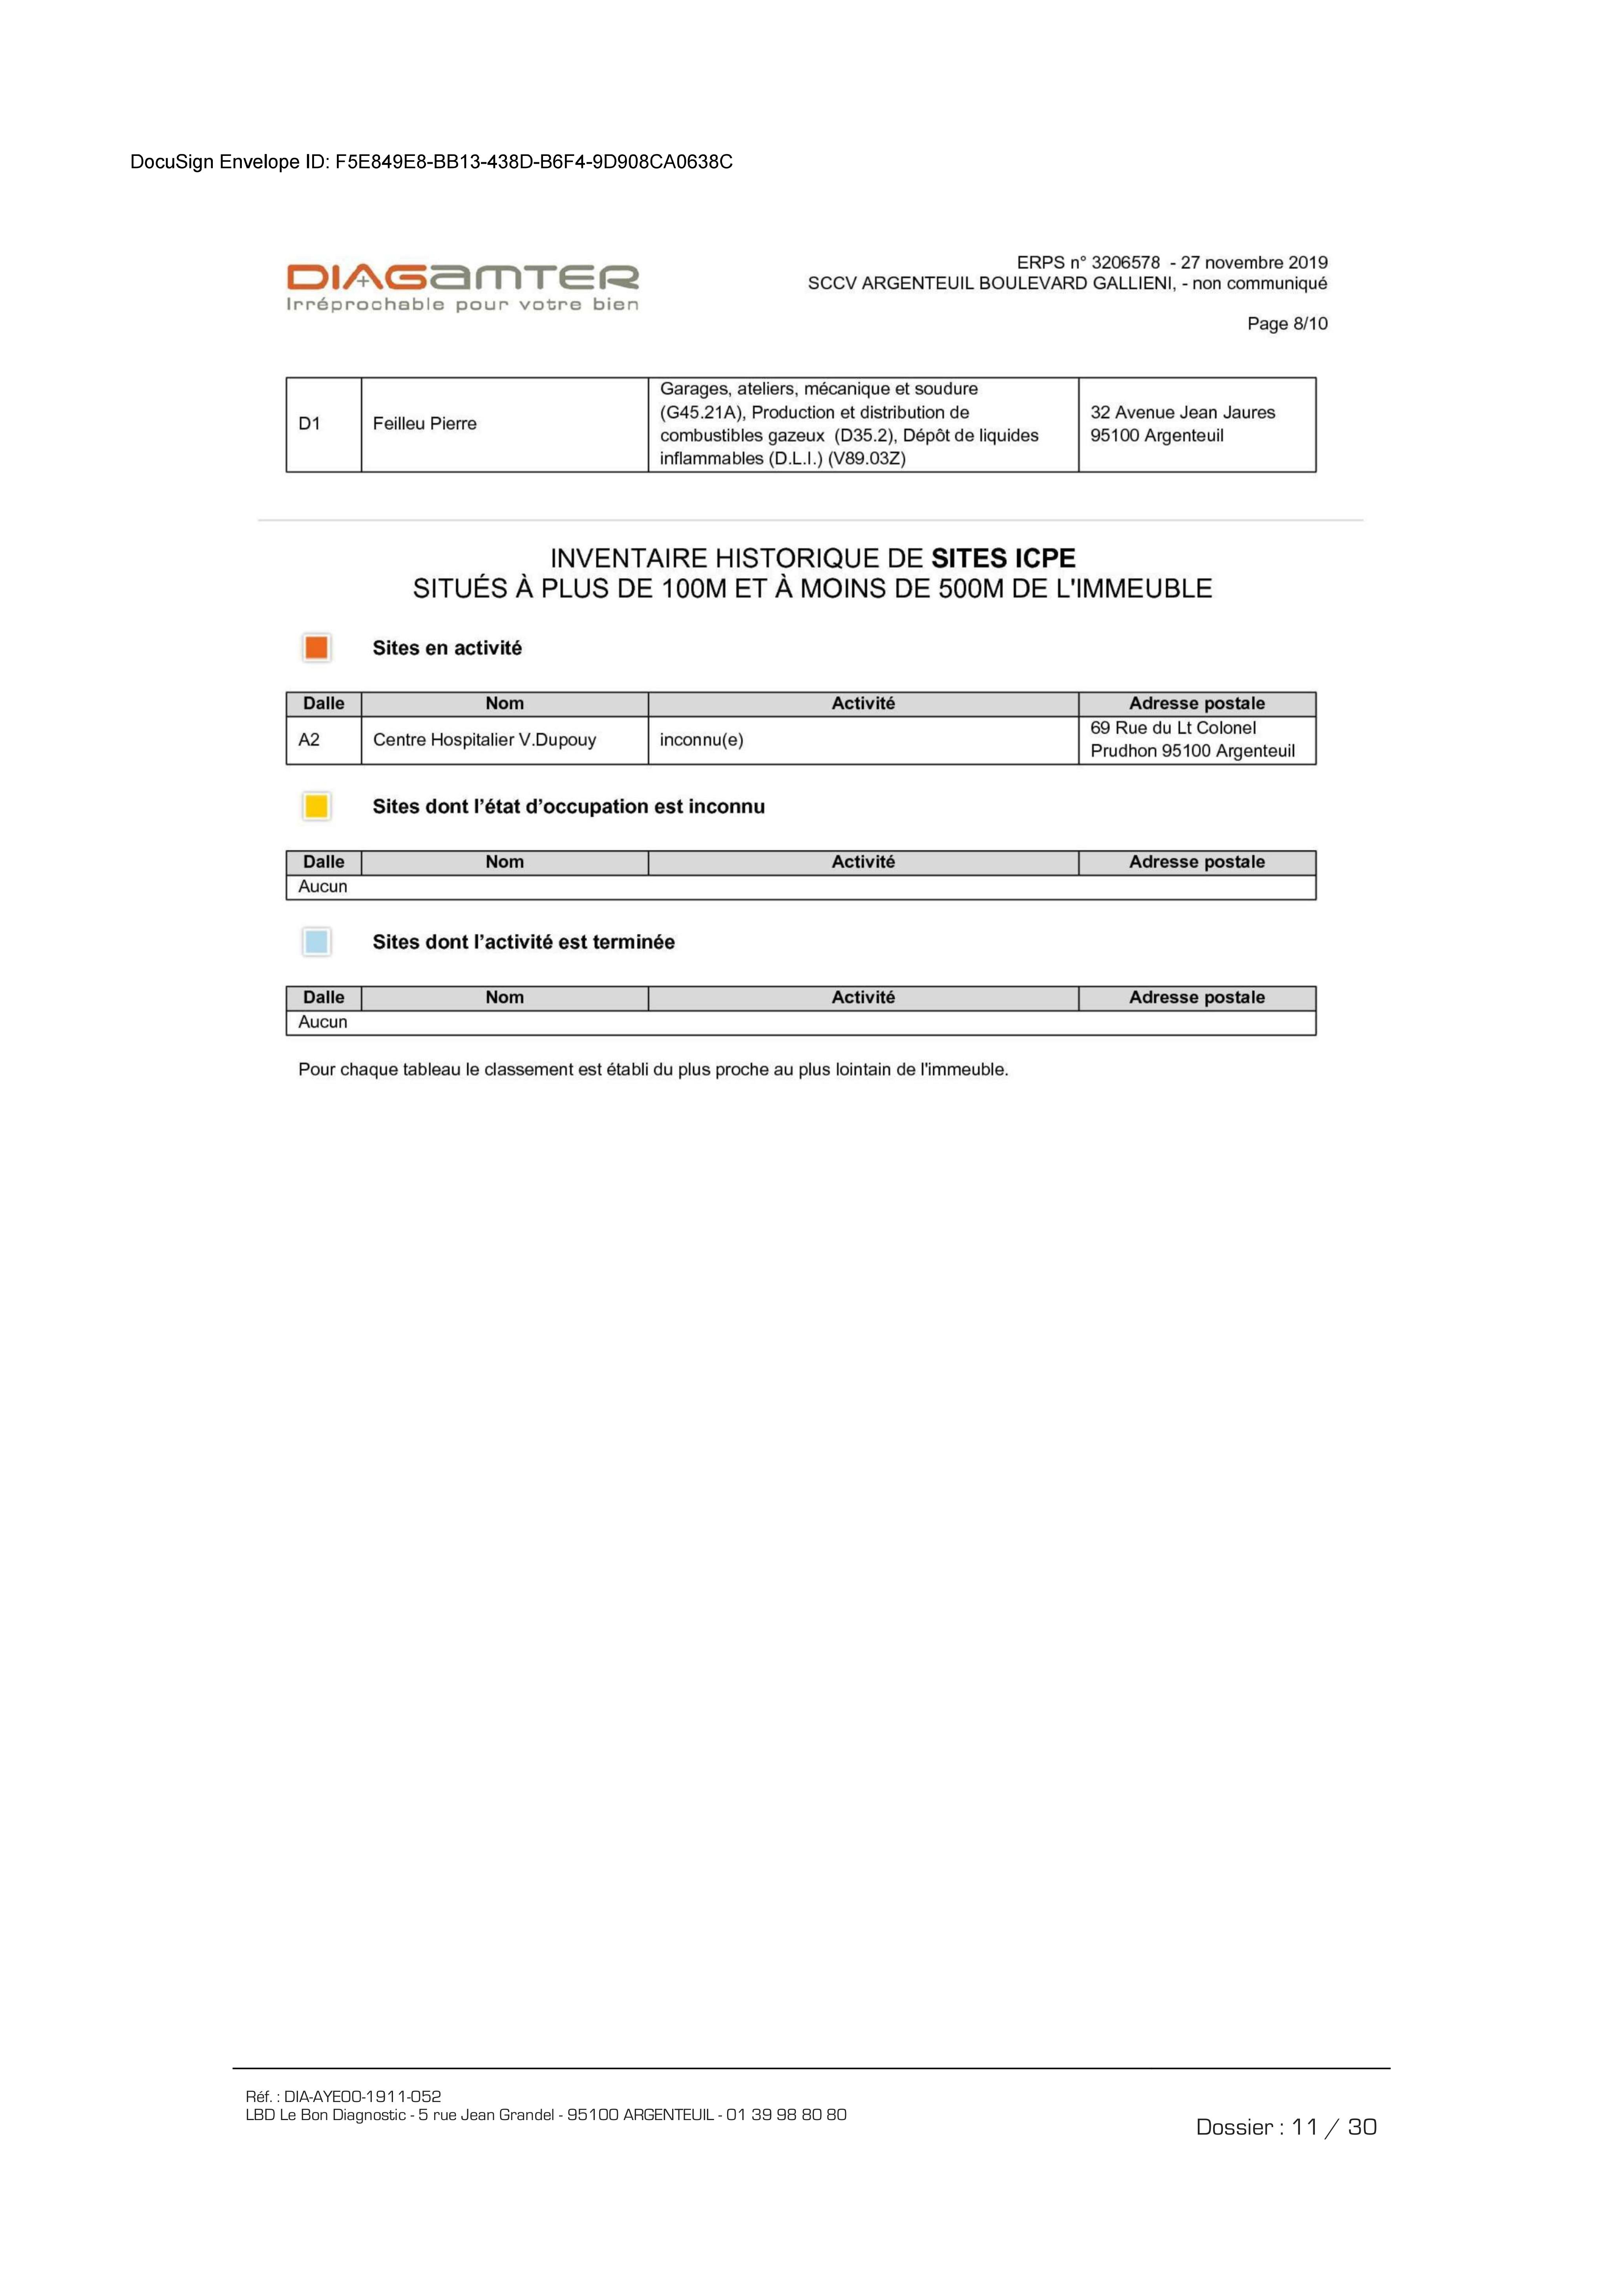 DocuSign Envelope ID: F5E849E8-BB13-438D-B6F4-9D908CA0638C
DIAGAMTER
Irréprochable pour votre bien
ERPS n° 3206578 - 27 novembre 2019
SCCV ARGENTEUIL BOULEVARD GALLIENI, - non communiqué
Page 8/10
D1 Feilleu Pierre
Garages, ateliers, mécanique et soudure
(G45.21A), Production et distribution de
combustibles gazeux (D35.2), Dépôt de liquides
inflammables (D.L.I.) (V89.03Z)
32 Avenue Jean Jaures
95100 Argenteuil
INVENTAIRE HISTORIQUE DE SITES ICPE
SITUÉS À PLUS DE 100M ET À MOINS DE 500M DE L'IMMEUBLE
Sites en activité
Dalle Nom Activité Adresse postale
A2 Centre Hospitalier V.Dupouy inconnu(e)
69 Rue du Lt Colonel
Prudhon 95100 Argenteuil
Sites dont l’état d’occupation est inconnu
Dalle Nom Activité Adresse postale
Aucun
Sites dont l’activité est terminée
Dalle Nom Activité Adresse postale
Aucun
Pour chaque tableau le classement est établi du plus proche au plus lointain de l'immeuble.
Réf. : DIA-AYE00-1911-052
LBD Le Bon Diagnostic - 5 rue Jean Grandel - 95100 ARGENTEUIL - 01 39 98 80 80
Dossier : 11 / 30